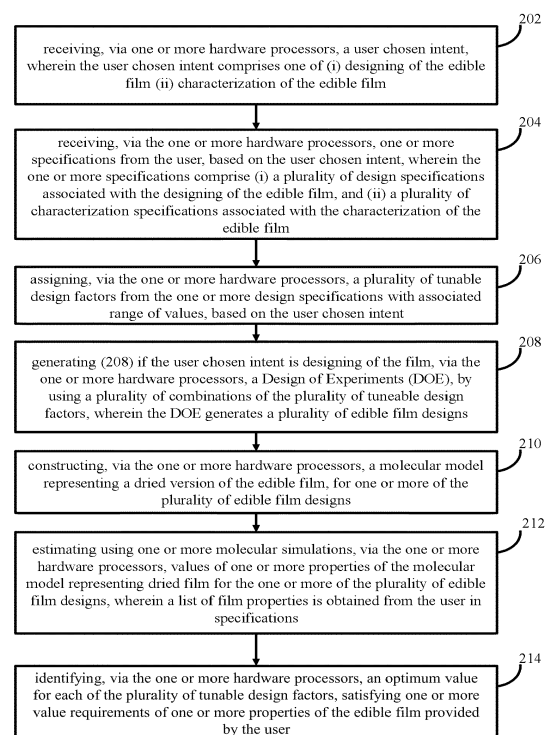 202
receiving, via one or more hardware processors, a user chosen intent,
wherein the user chosen intent comprises one of (i) designing of the edible
film (ii) characterization of the edible film
204
receiving, via the one or more hardware processors, one or more
specifications from the user, based on the user chosen intent, wherein the
one or more specifications comprise (i) a plurality of design specifications
associated with the designing of the edible film, and (ii) a plurality of
characterization specifications associated with the characterization of the
edible film
206
assigning, via the one or more hardware processors, a plurality of tunable
design factors from the one or more design specifications with associated
range of values, based on the user chosen intent
208
generating (208) if the user chosen intent is designing of the film, via the
one or more hardware processors, a Design of Experiments (DOE), by
using a plurality of combinations of the plurality of tuneable design
factors, wherein the DOE generates a plurality of edible film designs
210
constructing, via the one or more hardware processors, a molecular model
representing a dried version of the edible film, for one or more of the
plurality of edible film designs
212
estimating using one or more molecular simulations, via the one or more
hardware processors, values of one or more properties of the molecular
model representing dried film for the one or more of the plurality of edible
film designs, wherein a list of film properties is obtained from the user in
specifications
214
identifying, via the one or more hardware processors, an optimum value
for each of the plurality of tunable design factors, satisfying one or more
value requirements of one or more properties of the edible film provided
by the user